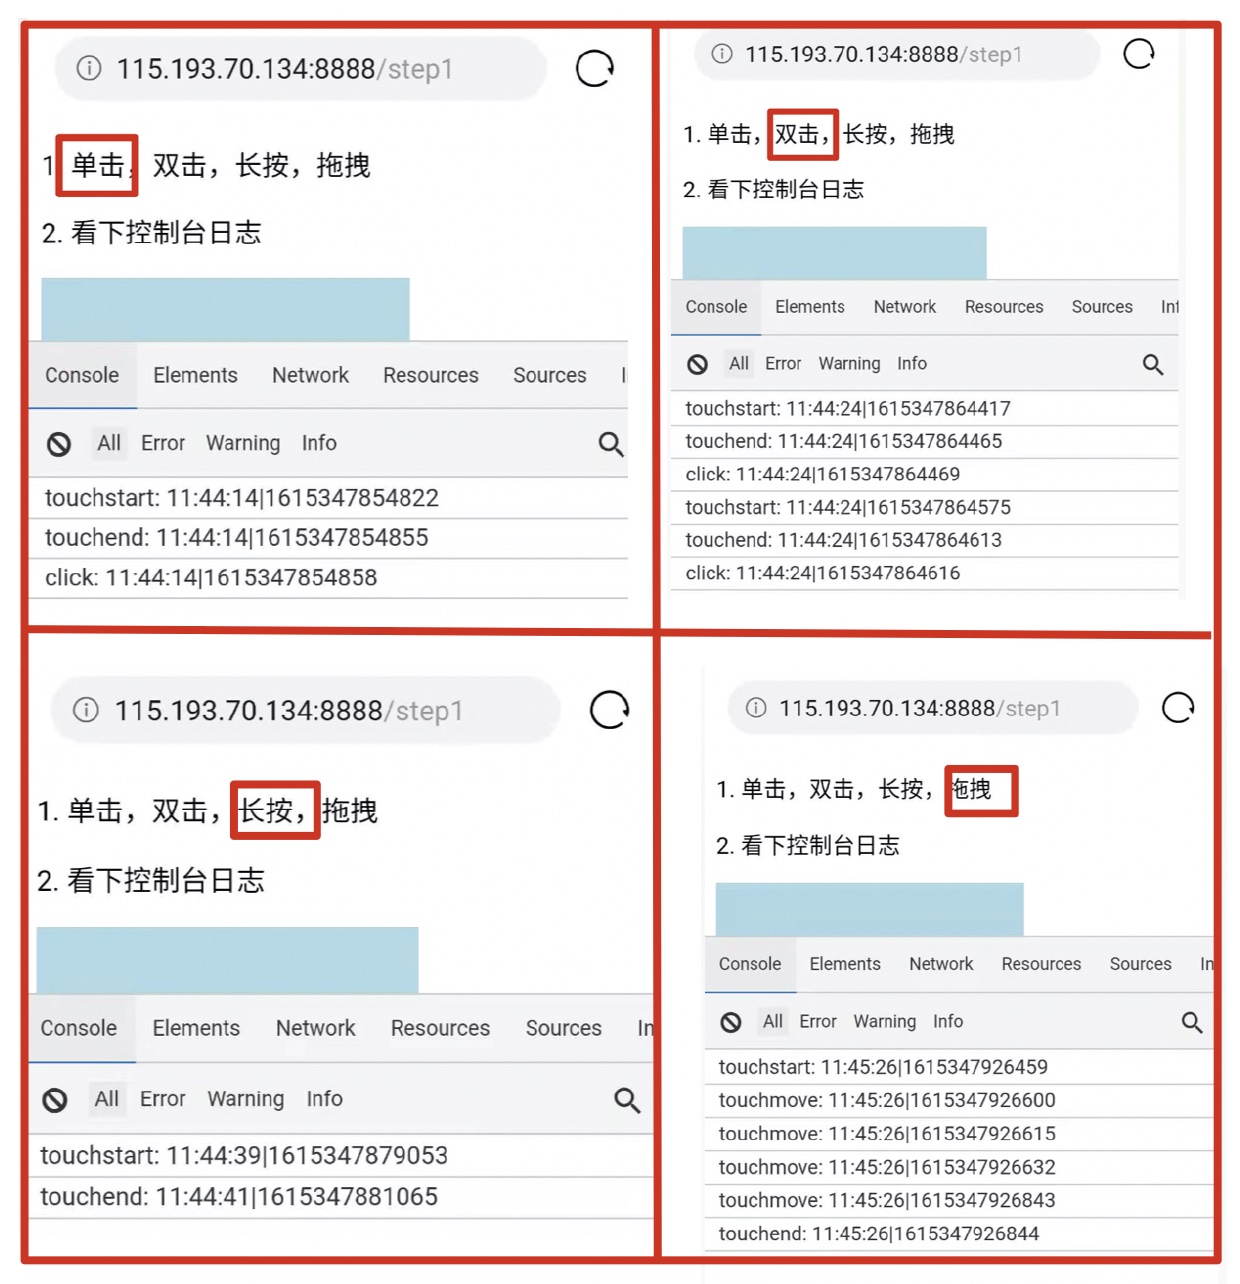 115.193.70.134:8888/step1
1. 单击，双击，长按，拖拽
2. 看下控制台日志
Console Elements Network Resources Sources
All Error Warning Info
touchstart: 11:44:14|1615347854822
touchend: 11:44:14|1615347854855
click: 11:44:14|1615347854858
115.193.70.134:8888/step1
1. 单击，双击，长按，拖拽
2. 看下控制台日志
Console Elements Network Resources Sources Inf
All Error Warning Info
touchstart: 11:44:24|1615347864417
touchend: 11:44:24|1615347864465
click: 11:44:24|1615347864469
touchstart: 11:44:24|1615347864575
touchend: 11:44:24|1615347864613
click: 11:44:24|1615347864616
115.193.70.134:8888/step1
1. 单击，双击，长按，拖拽
2. 看下控制台日志
Console Elements Network Resources Sources In
All Error Warning Info
touchstart: 11:44:39|1615347879053
touchend: 11:44:41|1615347881065
115.193.70.134:8888/step1
1. 单击，双击，长按，拖拽
2. 看下控制台日志
Console Elements Network Resources Sources In
All Error Warning Info
touchstart: 11:45:26|1615347926459
touchmove: 11:45:26|1615347926600
touchmove: 11:45:26|1615347926615
touchmove: 11:45:26|1615347926632
touchmove: 11:45:26|1615347926843
touchend: 11:45:26|1615347926844